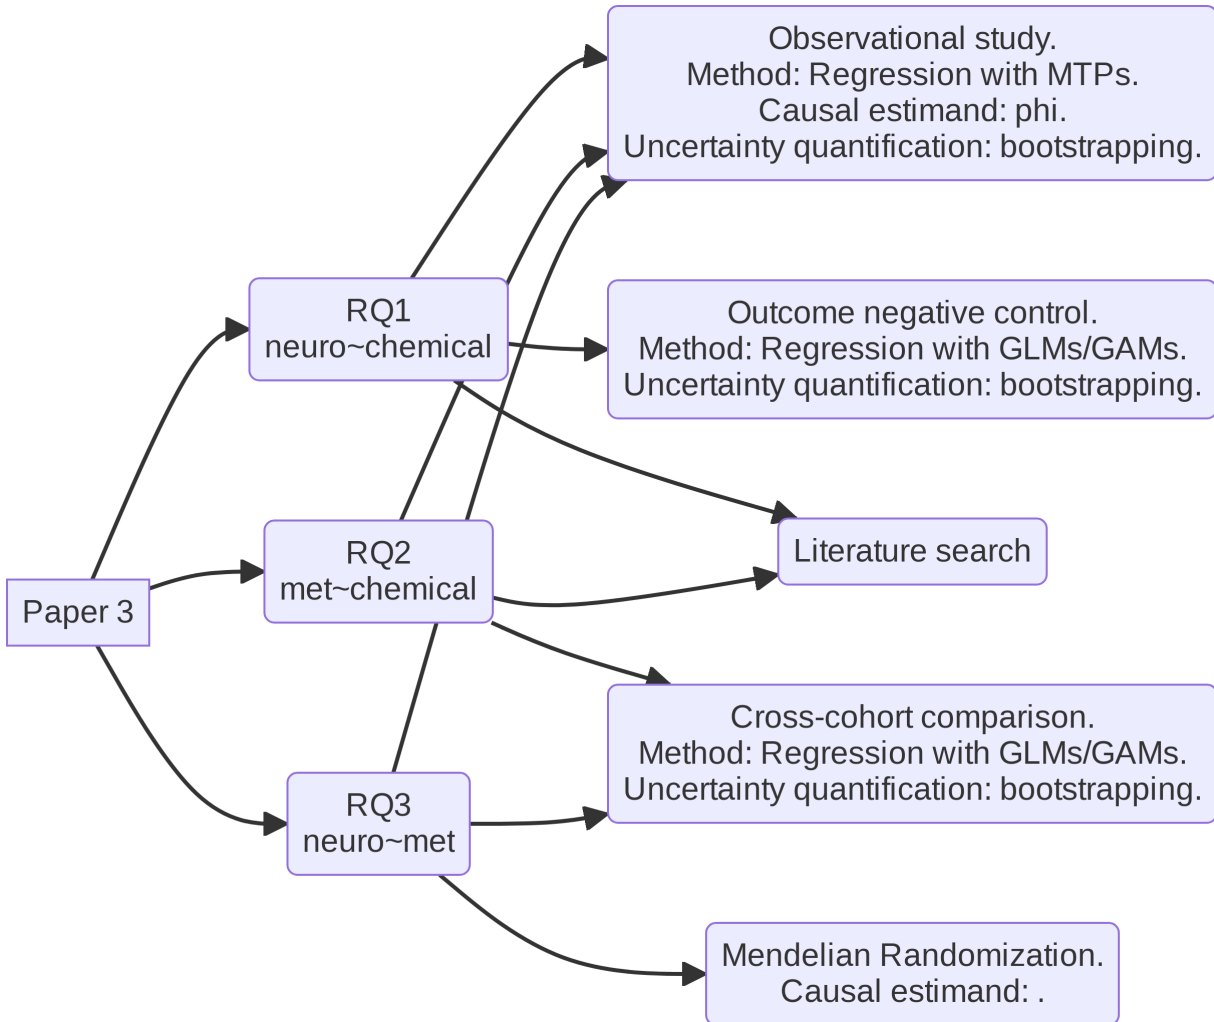 Observational study.
Method: Regression with MTPs.
Causal estimand: phi.
Uncertainty quantification: bootstrapping.
RQ1
neuro~chemical
Outcome negative control.
Method: Regression with GLMs/GAMs.
Uncertainty quantification: bootstrapping.
Literature search
RQ2
met~chemical
Paper 3
Cross-cohort comparison.
Method: Regression with GLMs/GAMs.
Uncertainty quantification: bootstrapping.
RQ3
neuro~met
Mendelian Randomization.
Causal estimand: .